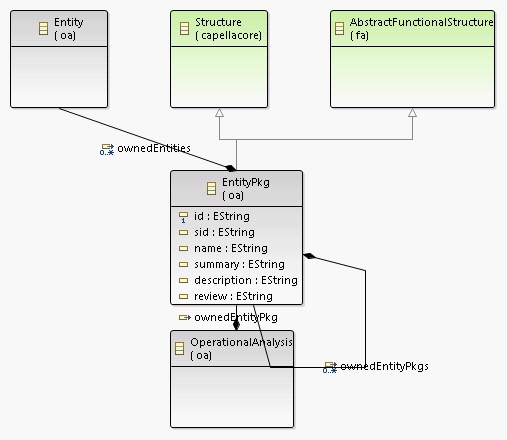 Entity
( oa)
Structure
( capellacore)
AbstractFunctionalStructure
( fa)
0..*
ownedEntities
EntityPkg
( oa)
1
id : EString
sid : EString
name : EString
summary : EString
description : EString
review : EString
ownedEntityPkg
OperationalAnalysis
( oa)
0..*
ownedEntityPkgs